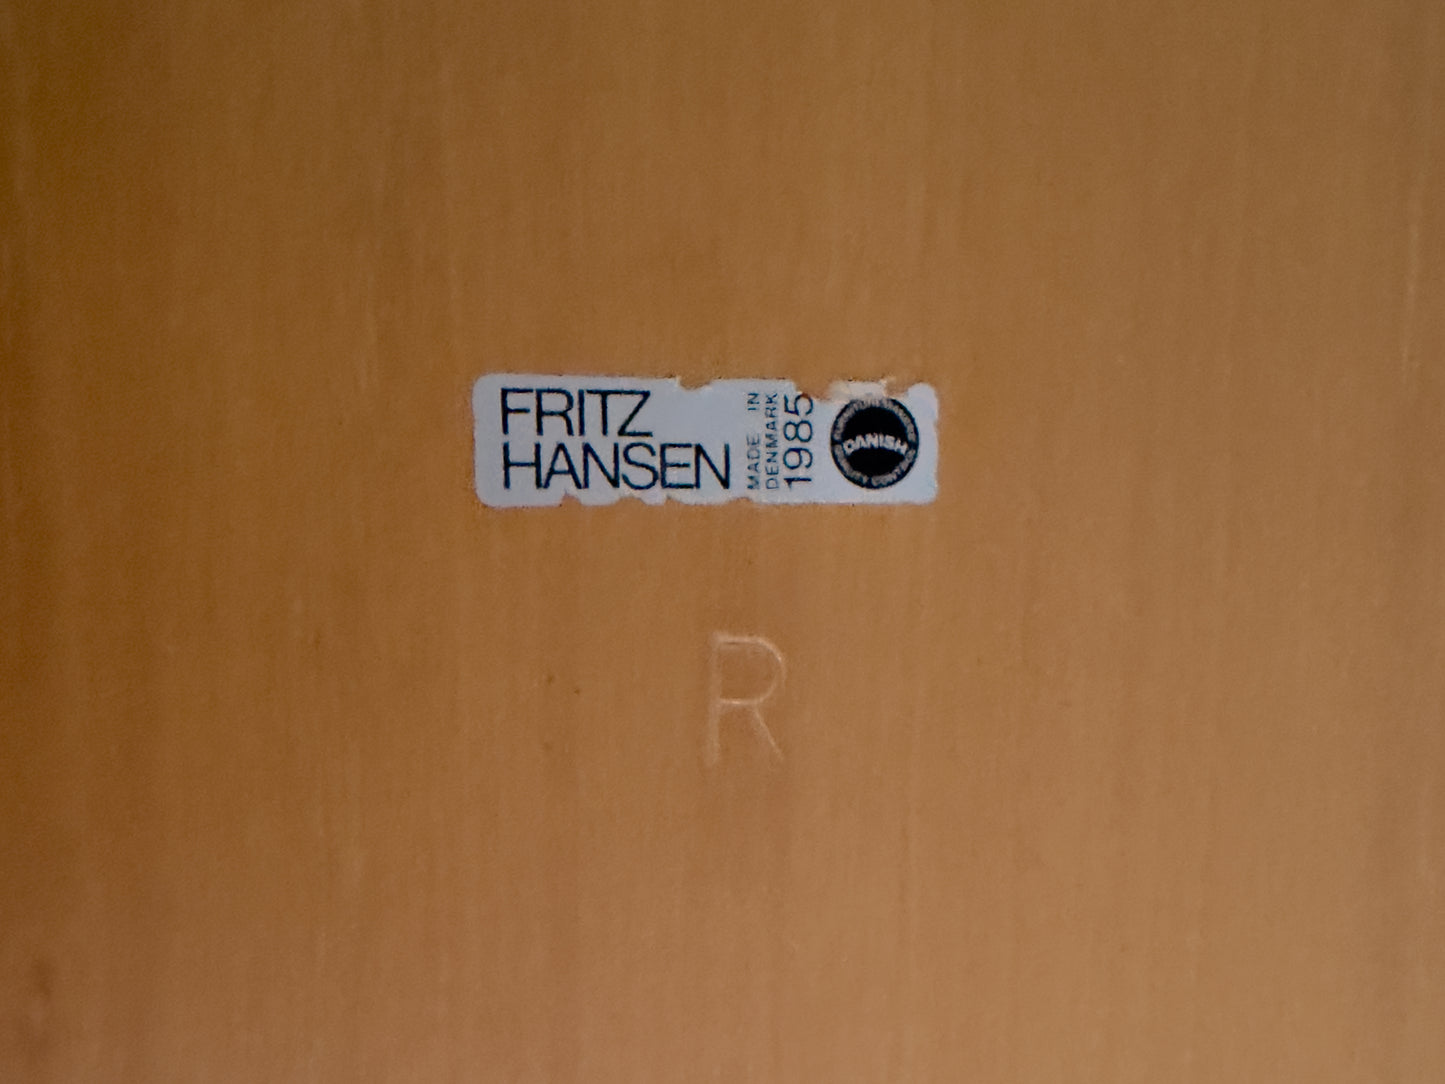 FRITZ
HANSEN
MADE IN
DENMARK
1985
DANISH
R